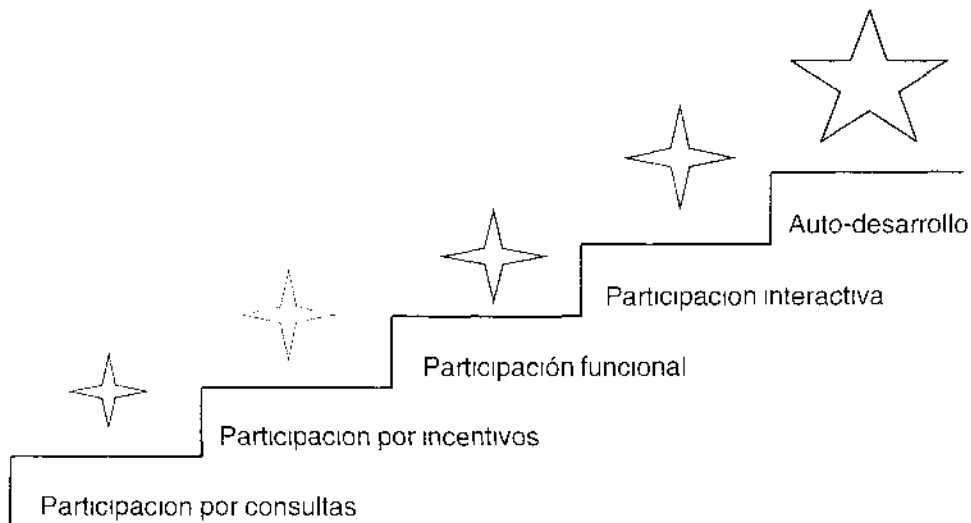 Auto-desarrollo
Participacion interactiva
Participación funcional
Participacion por incentivos
Participacion por consultas